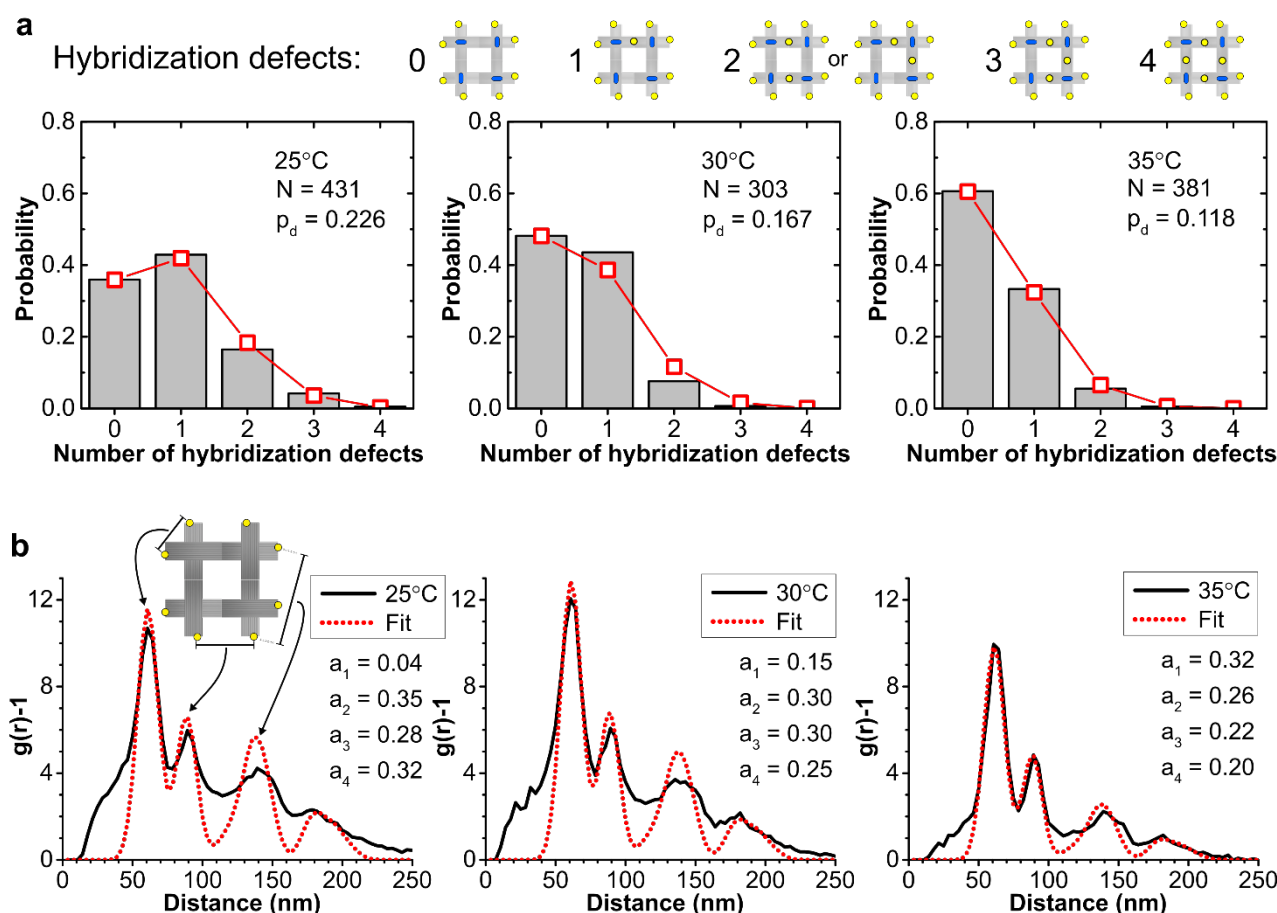 a
Hybridization defects: 0 1 2 or 3 4
0.8
0.6
0.4
0.2
0.0
Probability
25°C
N = 431
p_d = 0.226
0 1 2 3 4
Number of hybridization defects
0.8
0.6
0.4
0.2
0.0
Probability
30°C
N = 303
p_d = 0.167
0 1 2 3 4
Number of hybridization defects
0.8
0.6
0.4
0.2
0.0
Probability
35°C
N = 381
p_d = 0.118
0 1 2 3 4
Number of hybridization defects
b
12
8
4
0
g(r)-1
25°C
Fit
a_1 = 0.04
a_2 = 0.35
a_3 = 0.28
a_4 = 0.32
0 50 100 150 200 250
Distance (nm)
12
8
4
0
g(r)-1
30°C
Fit
a_1 = 0.15
a_2 = 0.30
a_3 = 0.30
a_4 = 0.25
0 50 100 150 200 250
Distance (nm)
12
8
4
0
g(r)-1
35°C
Fit
a_1 = 0.32
a_2 = 0.26
a_3 = 0.22
a_4 = 0.20
0 50 100 150 200 250
Distance (nm)